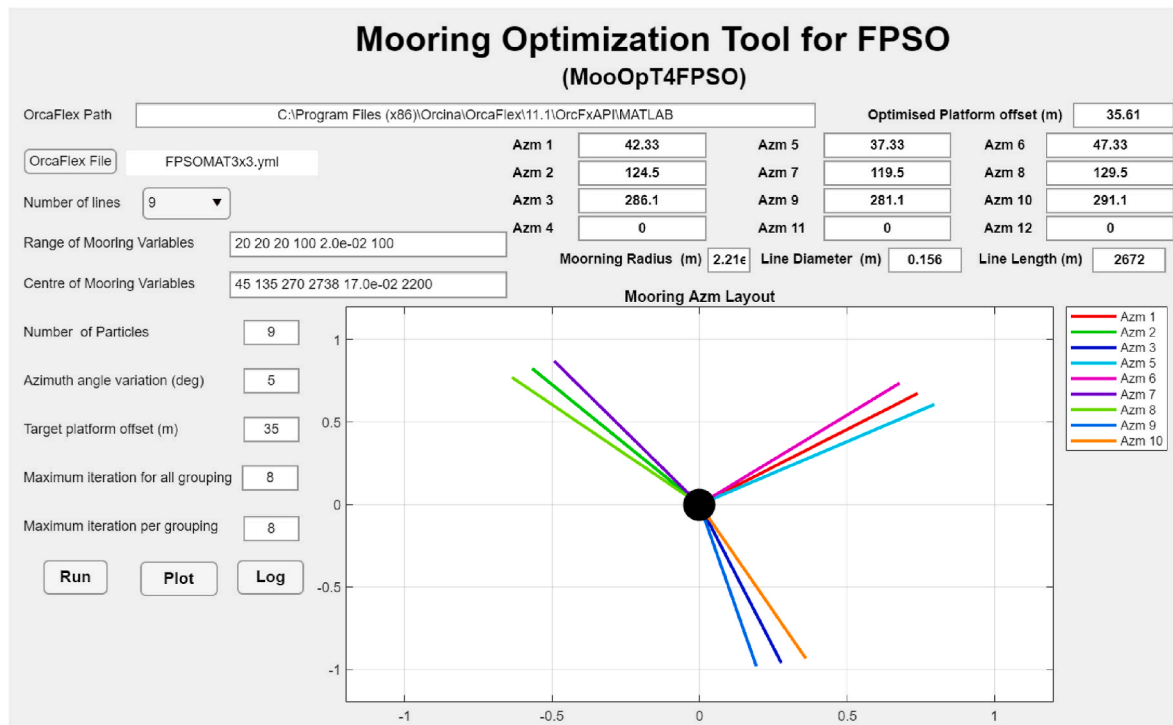 Mooring Optimization Tool for FPSO
(MooOpT4FPSO)
OrcaFlex Path C:\Program Files (x86)\Orcina\OrcaFlex\11.1\OrcFxAPI\MATLAB Optimised Platform offset (m) 35.61
OrcaFlex File FPSOMAT3x3.yml
Number of lines 9
Range of Mooring Variables 20 20 20 100 2.0e-02 100
Centre of Mooring Variables 45 135 270 2738 17.0e-02 2200
Azm 1 42.33 Azm 5 37.33 Azm 6 47.33
Azm 2 124.5 Azm 7 119.5 Azm 8 129.5
Azm 3 286.1 Azm 9 281.1 Azm 10 291.1
Azm 4 0 Azm 11 0 Azm 12 0
Moorning Radius (m) 2.21e Line Diameter (m) 0.156 Line Length (m) 2672
Number of Particles 9
Azimuth angle variation (deg) 5
Target platform offset (m) 35
Maximum iteration for all grouping 8
Maximum iteration per grouping 8
Run Plot Log
Mooring Azm Layout
1
0.5
0
-0.5
-1
-1 -0.5 0 0.5 1
Azm 1
Azm 2
Azm 3
Azm 5
Azm 6
Azm 7
Azm 8
Azm 9
Azm 10